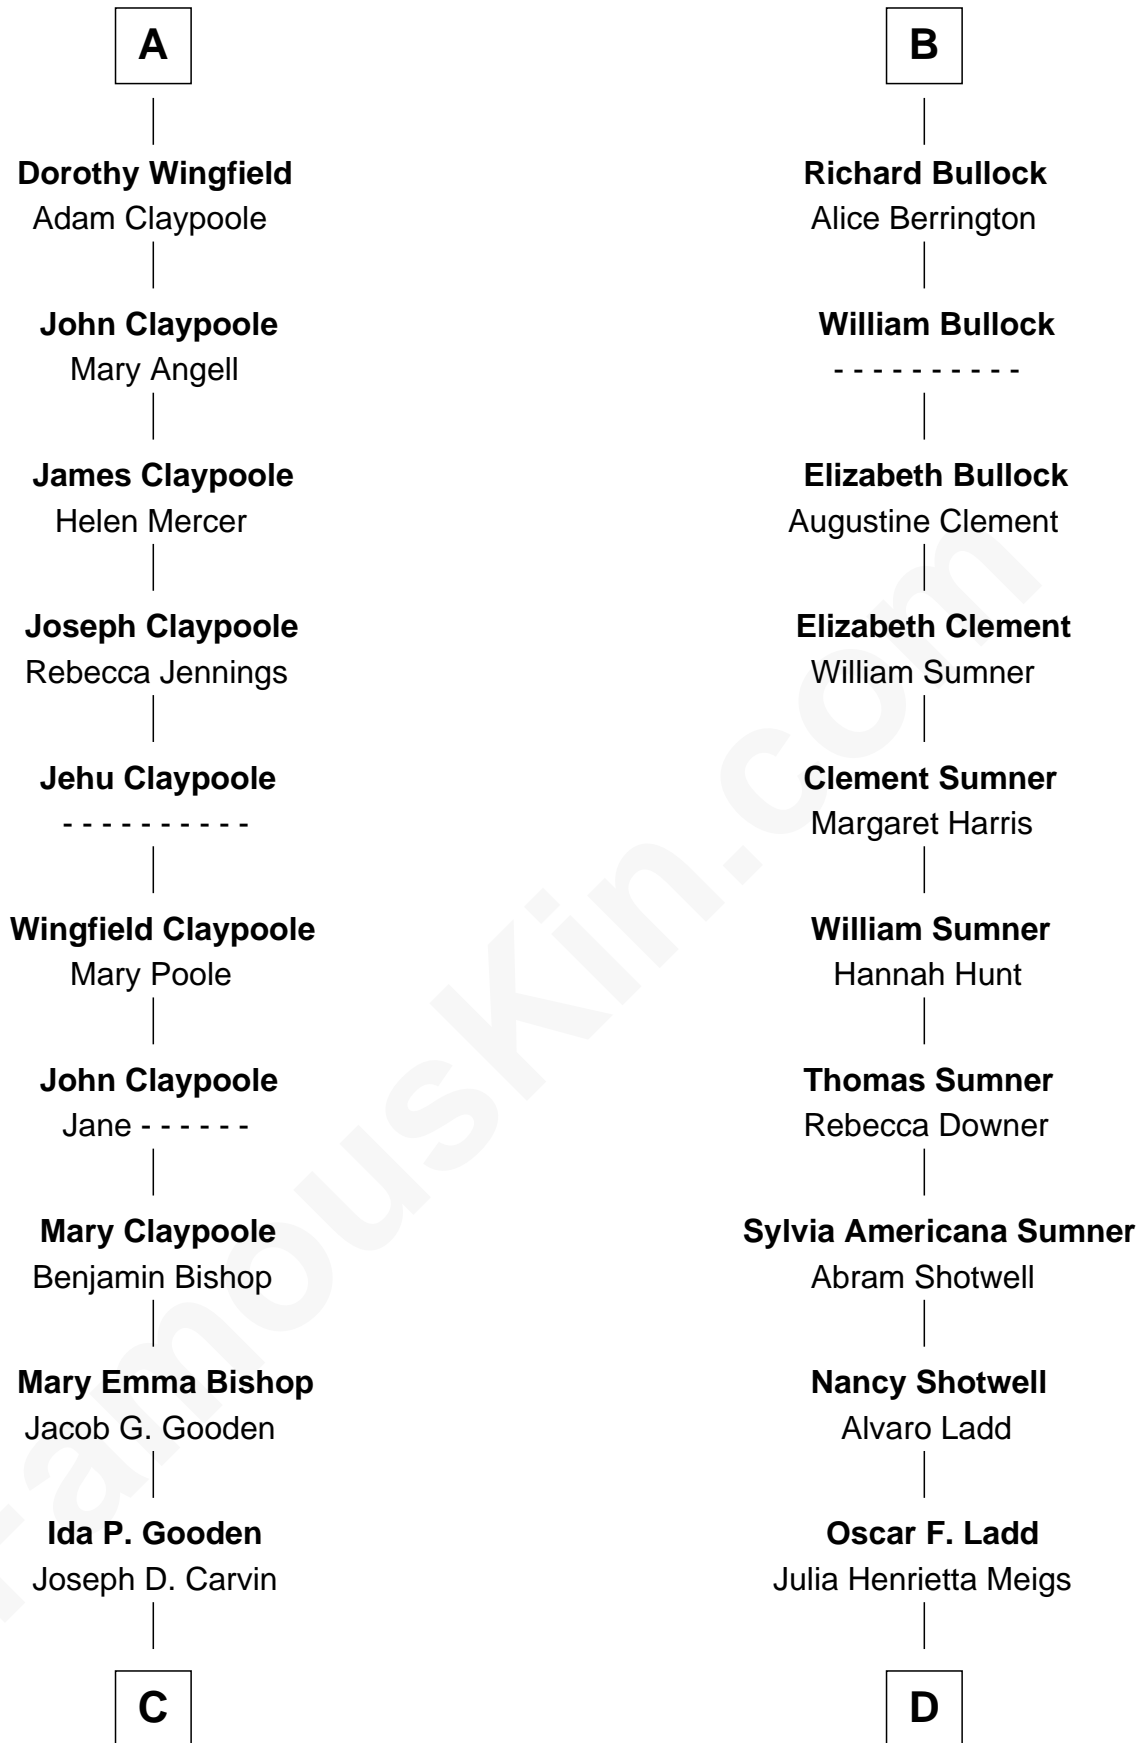 A
Dorothy Wingfield
Adam Claypoole
John Claypoole
Mary Angell
James Claypoole
Helen Mercer
Joseph Claypoole
Rebecca Jennings
Jehu Claypoole
- - - - - - - - - -
Wingfield Claypoole
Mary Poole
John Claypoole
Jane - - - - - -
Mary Claypoole
Benjamin Bishop
Mary Emma Bishop
Jacob G. Gooden
Ida P. Gooden
Joseph D. Carvin
C
B
Richard Bullock
Alice Berrington
William Bullock
- - - - - - - - - -
Elizabeth Bullock
Augustine Clement
Elizabeth Clement
William Sumner
Clement Sumner
Margaret Harris
William Sumner
Hannah Hunt
Thomas Sumner
Rebecca Downer
Sylvia Americana Sumner
Abram Shotwell
Nancy Shotwell
Alvaro Ladd
Oscar F. Ladd
Julia Henrietta Meigs
D
FamousKin.com